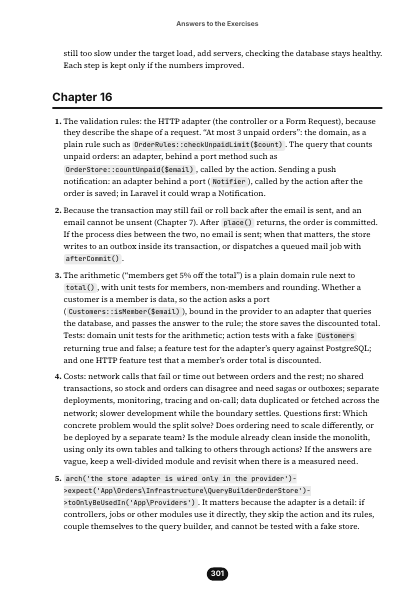 Answers to the Exercises
still too slow under the target load, add servers, checking the database stays healthy.
Each step is kept only if the numbers improved.
Chapter 16
1. The validation rules: the HTTP adapter (the controller or a Form Request), because
they describe the shape of a request. “At most 3 unpaid orders”: the domain, as a
plain rule such as OrderRules::checkUnpaidLimit($count) . The query that counts
unpaid orders: an adapter, behind a port method such as
OrderStore::countUnpaid($email) , called by the action. Sending a push
notification: an adapter behind a port ( Notifier ), called by the action after the
order is saved; in Laravel it could wrap a Notification.
2. Because the transaction may still fail or roll back after the email is sent, and an
email cannot be unsent (Chapter 7). After place() returns, the order is committed.
If the process dies between the two, no email is sent; when that matters, the store
writes to an outbox inside its transaction, or dispatches a queued mail job with
afterCommit() .
3. The arithmetic (“members get 5% off the total”) is a plain domain rule next to
total() , with unit tests for members, non-members and rounding. Whether a
customer is a member is data, so the action asks a port
( Customers::isMember($email) ), bound in the provider to an adapter that queries
the database, and passes the answer to the rule; the store saves the discounted total.
Tests: domain unit tests for the arithmetic; action tests with a fake Customers
returning true and false; a feature test for the adapter’s query against PostgreSQL;
and one HTTP feature test that a member’s order total is discounted.
4. Costs: network calls that fail or time out between orders and the rest; no shared
transactions, so stock and orders can disagree and need sagas or outboxes; separate
deployments, monitoring, tracing and on-call; data duplicated or fetched across the
network; slower development while the boundary settles. Questions first: Which
concrete problem would the split solve? Does ordering need to scale differently, or
be deployed by a separate team? Is the module already clean inside the monolith,
using only its own tables and talking to others through actions? If the answers are
vague, keep a well-divided module and revisit when there is a measured need.
5. arch('the store adapter is wired only in the provider')-
>expect('App\Orders\Infrastructure\QueryBuilderOrderStore')-
>toOnlyBeUsedIn('App\Providers') . It matters because the adapter is a detail: if
controllers, jobs or other modules use it directly, they skip the action and its rules,
couple themselves to the query builder, and cannot be tested with a fake store.
301